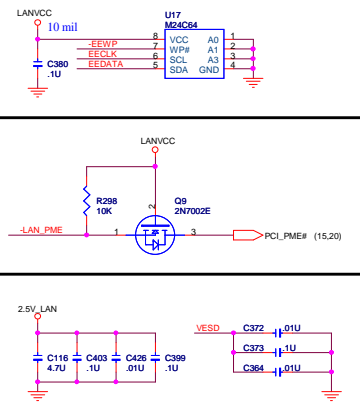 LANVCC
10 mil
U17
M24C64
-EEWP
EECLK
EEDATA
8 VCC A0 1
7 WP# A1 2
6 SCL A3 3
5 SDA GND 4
C380
.1U
LANVCC
R298
10K
Q9
2N7002E
2
-LAN_PME 1 3 PCI_PME# (15,20)
2.5V_LAN
C116 C403 C426 C399
4.7U .1U .01U .1U
VESD
C372 .01U
C373 .1U
C364 .01U